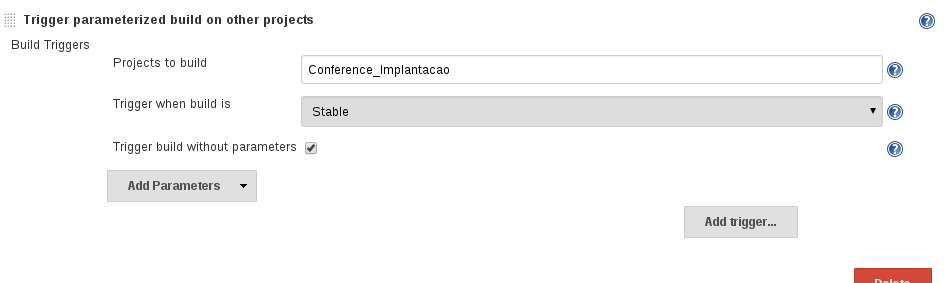 Trigger parameterized build on other projects
Build Triggers
Projects to build
Conference_Implantacao
Trigger when build is
Stable
Trigger build without parameters
Add Parameters
Add trigger...
Delete